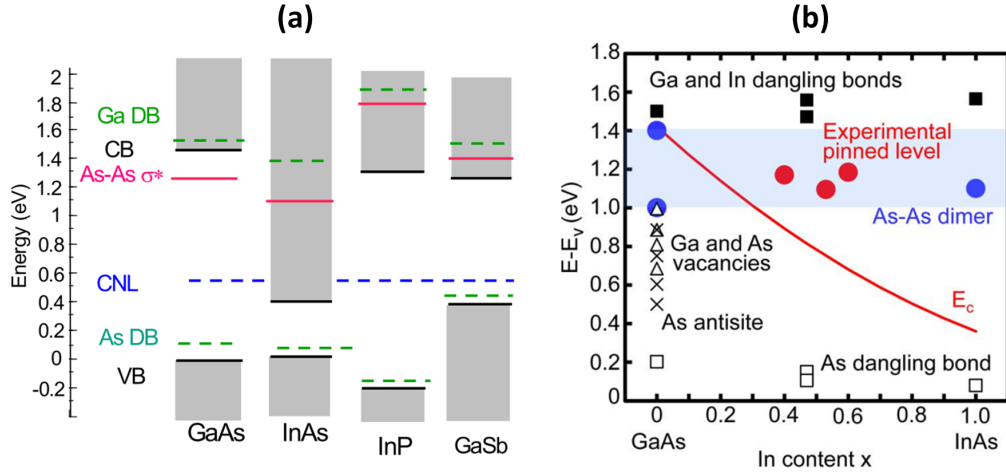 (a)
(b)
2
1.8
1.6
1.4
1.2
1
0.8
0.6
0.4
0.2
0
-0.2
Energy (eV)
Ga DB
CB
As-As σ*
CNL
As DB
VB
GaAs
InAs
InP
GaSb
1.8
1.6
1.4
1.2
1.0
0.8
0.6
0.4
0.2
0
E-Ev (eV)
Ga and In dangling bonds
Experimental
pinned level
As-As dimer
Ga and As
vacancies
As antisite
Ec
As dangling bond
0
0.2
0.4
0.6
0.8
1.0
GaAs
InAs
In content x